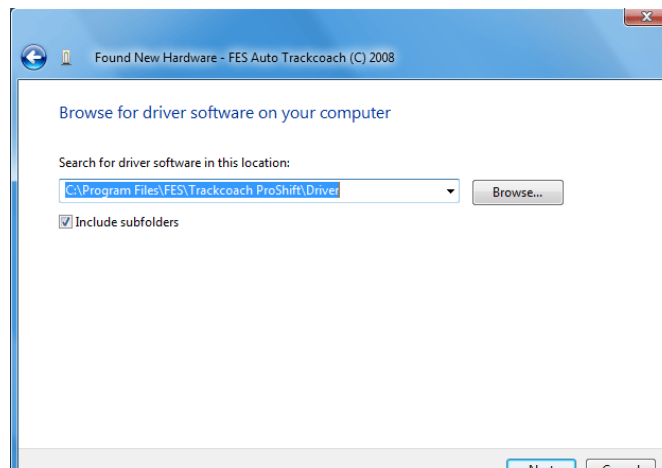 Found New Hardware - FES Auto Trackcoach (C) 2008
Browse for driver software on your computer
Search for driver software in this location:
C:\Program Files\FES\Trackcoach ProShift\Driver
Browse...
Include subfolders